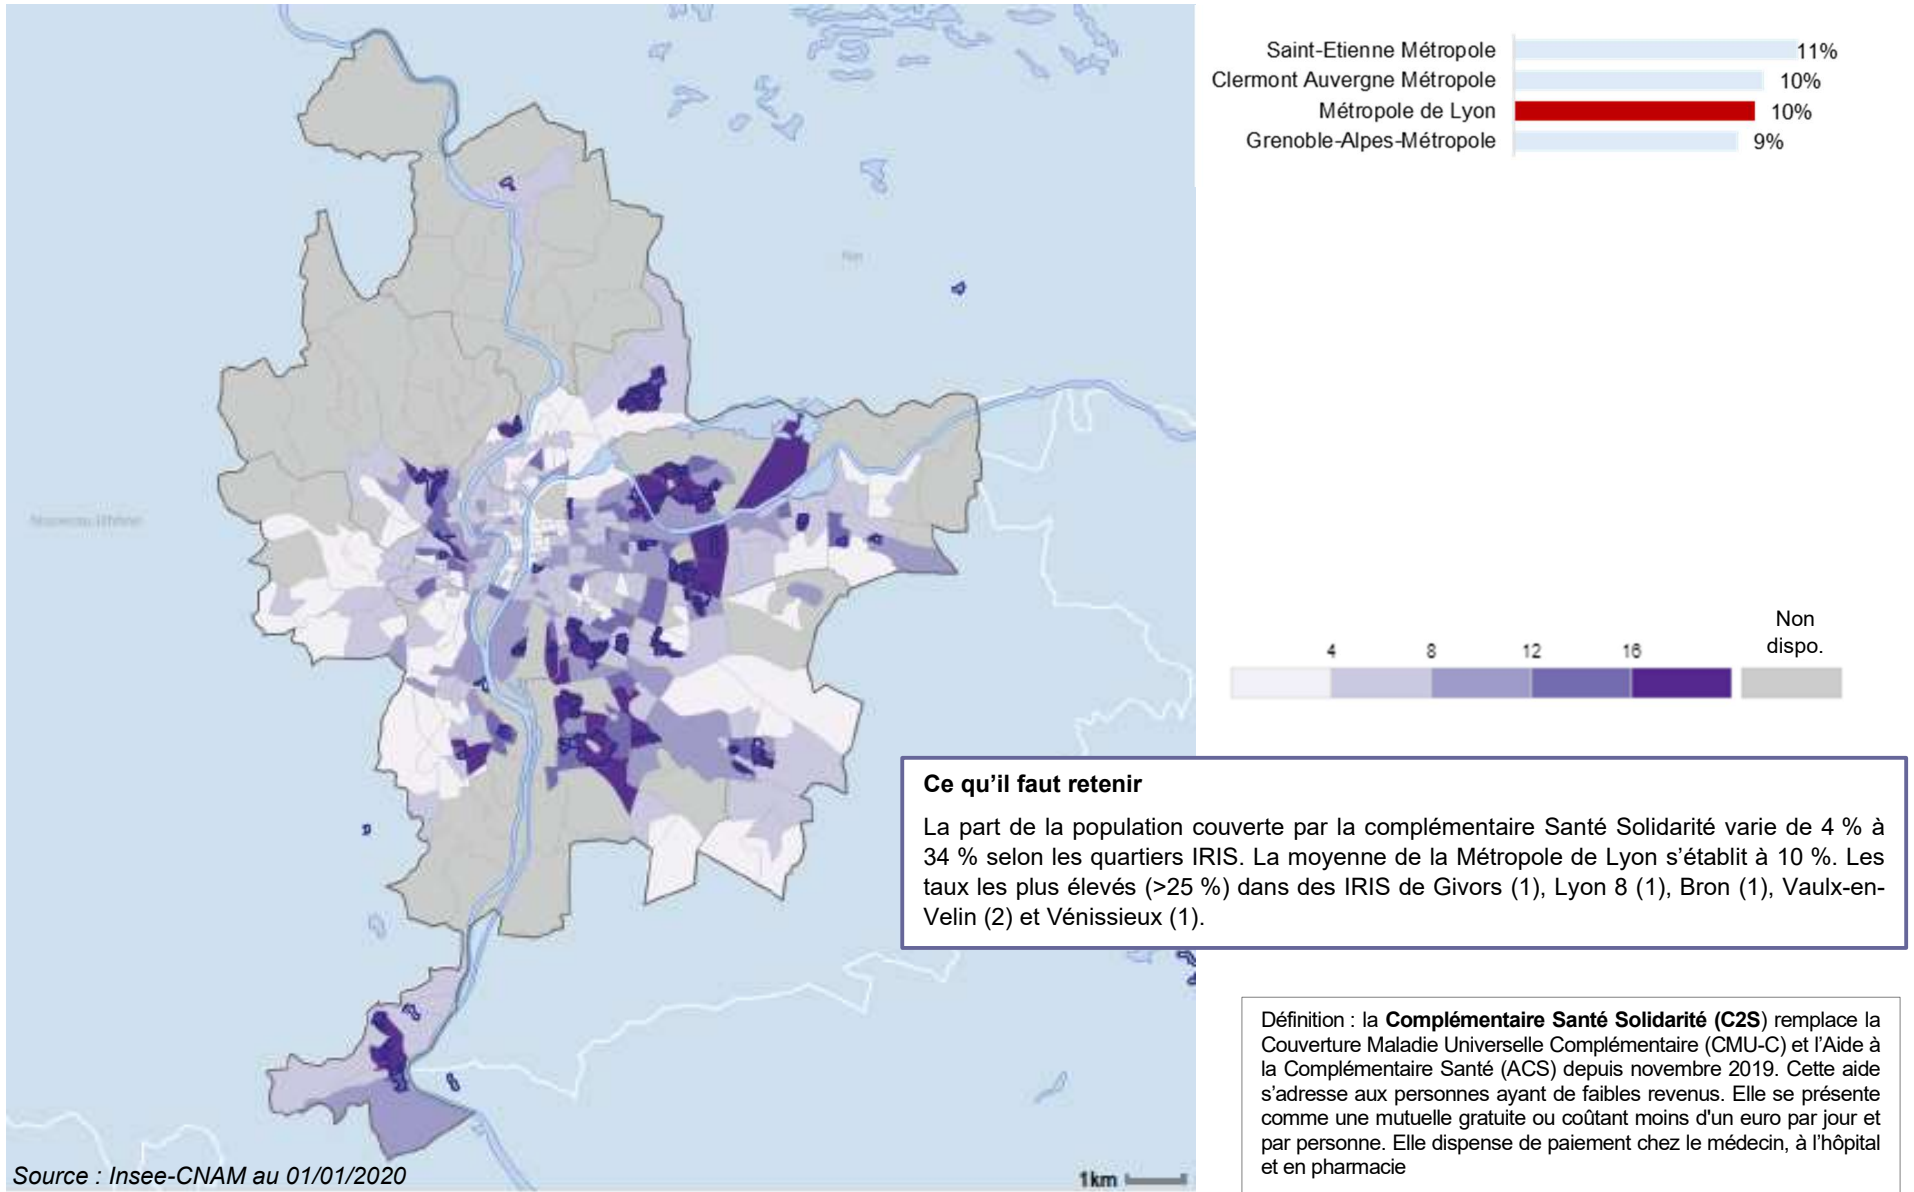 Saint-Etienne Métropole 11%
Clermont Auvergne Métropole 10%
Métropole de Lyon 10%
Grenoble-Alpes-Métropole 9%
Non
dispo.
4 8 12 16
Ce qu'il faut retenir
La part de la population couverte par la complémentaire Santé Solidarité varie de 4 % à
34 % selon les quartiers IRIS. La moyenne de la Métropole de Lyon s'établit à 10 %. Les
taux les plus élevés (>25 %) dans des IRIS de Givors (1), Lyon 8 (1), Bron (1), Vaulx-en-
Velin (2) et Vénissieux (1).
Définition : la Complémentaire Santé Solidarité (C2S) remplace la
Couverture Maladie Universelle Complémentaire (CMU-C) et l'Aide à
la Complémentaire Santé (ACS) depuis novembre 2019. Cette aide
s'adresse aux personnes ayant de faibles revenus. Elle se présente
comme une mutuelle gratuite ou coûtant moins d'un euro par jour et
par personne. Elle dispense de paiement chez le médecin, à l'hôpital
et en pharmacie
Source : Insee-CNAM au 01/01/2020
1km